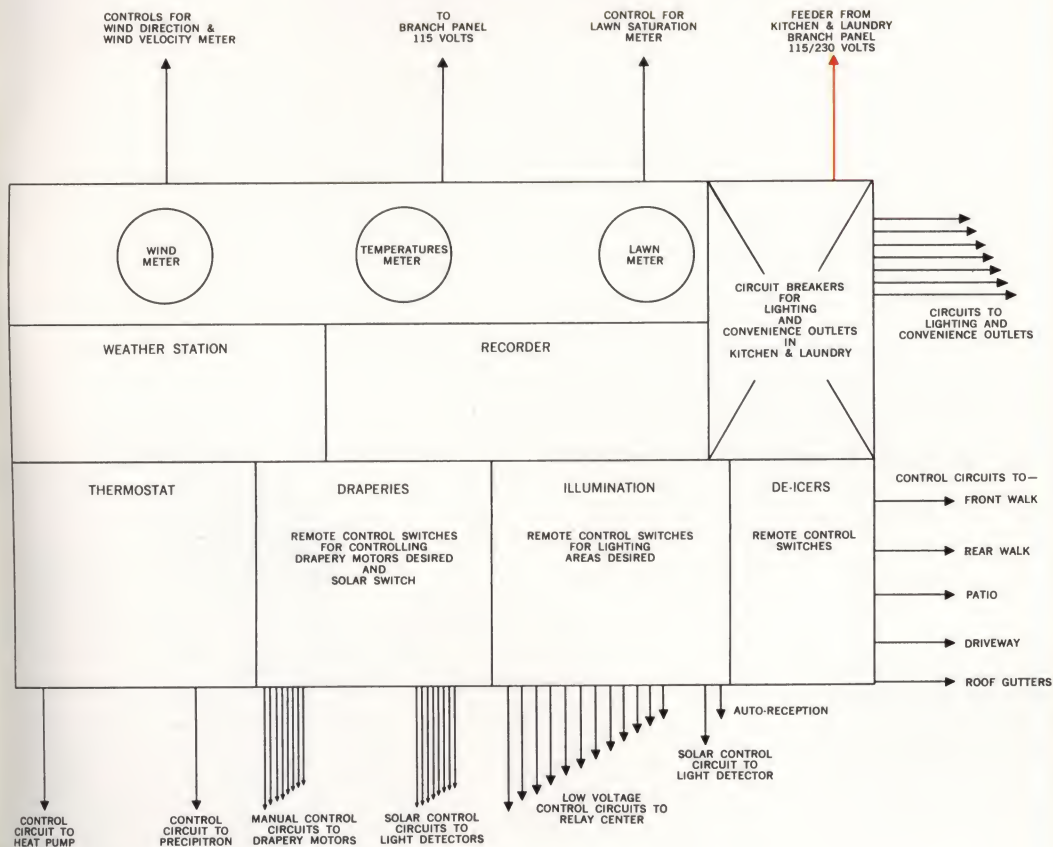 CONTROLS FOR
WIND DIRECTION &
WIND VELOCITY METER
TO
BRANCH PANEL
115 VOLTS
CONTROL FOR
LAWN SATURATION
METER
FEEDER FROM
KITCHEN & LAUNDRY
BRANCH PANEL
115/230 VOLTS
WIND
METER
TEMPERATURES
METER
LAWN
METER
CIRCUIT BREAKERS
FOR
LIGHTING
AND
CONVENIENCE OUTLETS
IN
KITCHEN & LAUNDRY
CIRCUITS TO
LIGHTING AND
CONVENIENCE OUTLETS
WEATHER STATION
RECORDER
THERMOSTAT
DRAPERIES
REMOTE CONTROL SWITCHES
FOR CONTROLLING
DRAPERY MOTORS DESIRED
AND
SOLAR SWITCH
ILLUMINATION
REMOTE CONTROL SWITCHES
FOR LIGHTING
AREAS DESIRED
DE-ICERS
REMOTE CONTROL
SWITCHES
CONTROL CIRCUITS TO—
FRONT WALK
REAR WALK
PATIO
DRIVEWAY
ROOF GUTTERS
AUTO-RECEPTION
SOLAR CONTROL
CIRCUIT TO
LIGHT DETECTOR
LOW VOLTAGE
CONTROL CIRCUITS TO
RELAY CENTER
CONTROL
CIRCUIT TO
HEAT PUMP
CONTROL
CIRCUIT TO
PRECIPITRON
MANUAL CONTROL
CIRCUITS TO
DRAPERY MOTORS
SOLAR CONTROL
CIRCUITS TO
LIGHT DETECTORS